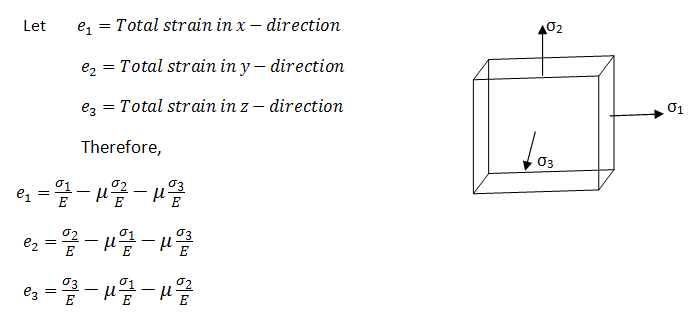 Let e₁ = Total strain in x − direction
e₂ = Total strain in y − direction
e₃ = Total strain in z − direction
Therefore,
e₁ = σ₁/E − μ σ₂/E − μ σ₃/E
e₂ = σ₂/E − μ σ₁/E − μ σ₃/E
e₃ = σ₃/E − μ σ₁/E − μ σ₂/E
σ₂
σ₁
σ₃